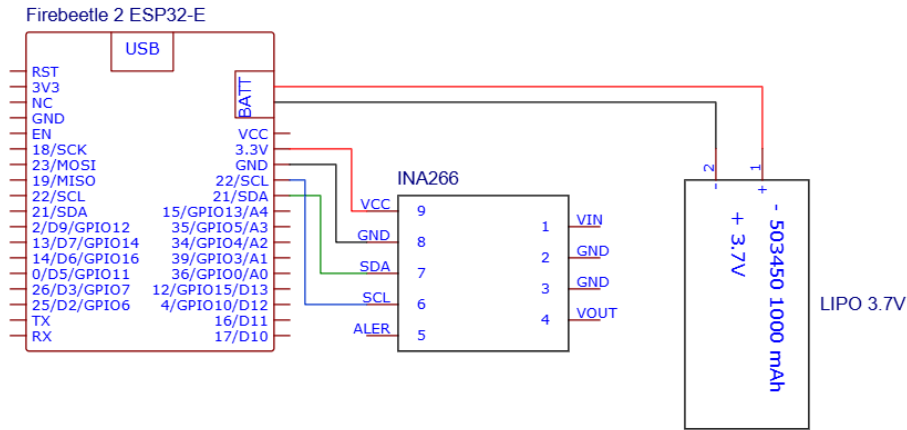 Firebeetle 2 ESP32-E
USB
BATT
RST
3V3
NC
GND
EN
18/SCK
23/MOSI
19/MISO
22/SCL
21/SDA
2/D9/GPIO12
13/D7/GPIO14
14/D6/GPIO16
0/D5/GPIO11
26/D3/GPIO7
25/D2/GPIO6
TX
RX
VCC
3.3V
GND
22/SCL
21/SDA
15/GPIO13/A4
35/GPIO5/A3
34/GPIO4/A2
39/GPIO3/A1
36/GPIO0/A0
12/GPIO15/D13
4/GPIO10/D12
16/D11
17/D10
INA266
VCC 9
GND 8
SDA 7
SCL 6
ALER 5
1 VIN
2 GND
3 GND
4 VOUT
2 1
- +
- 503450 1000 mAh
+ 3.7V
LIPO 3.7V